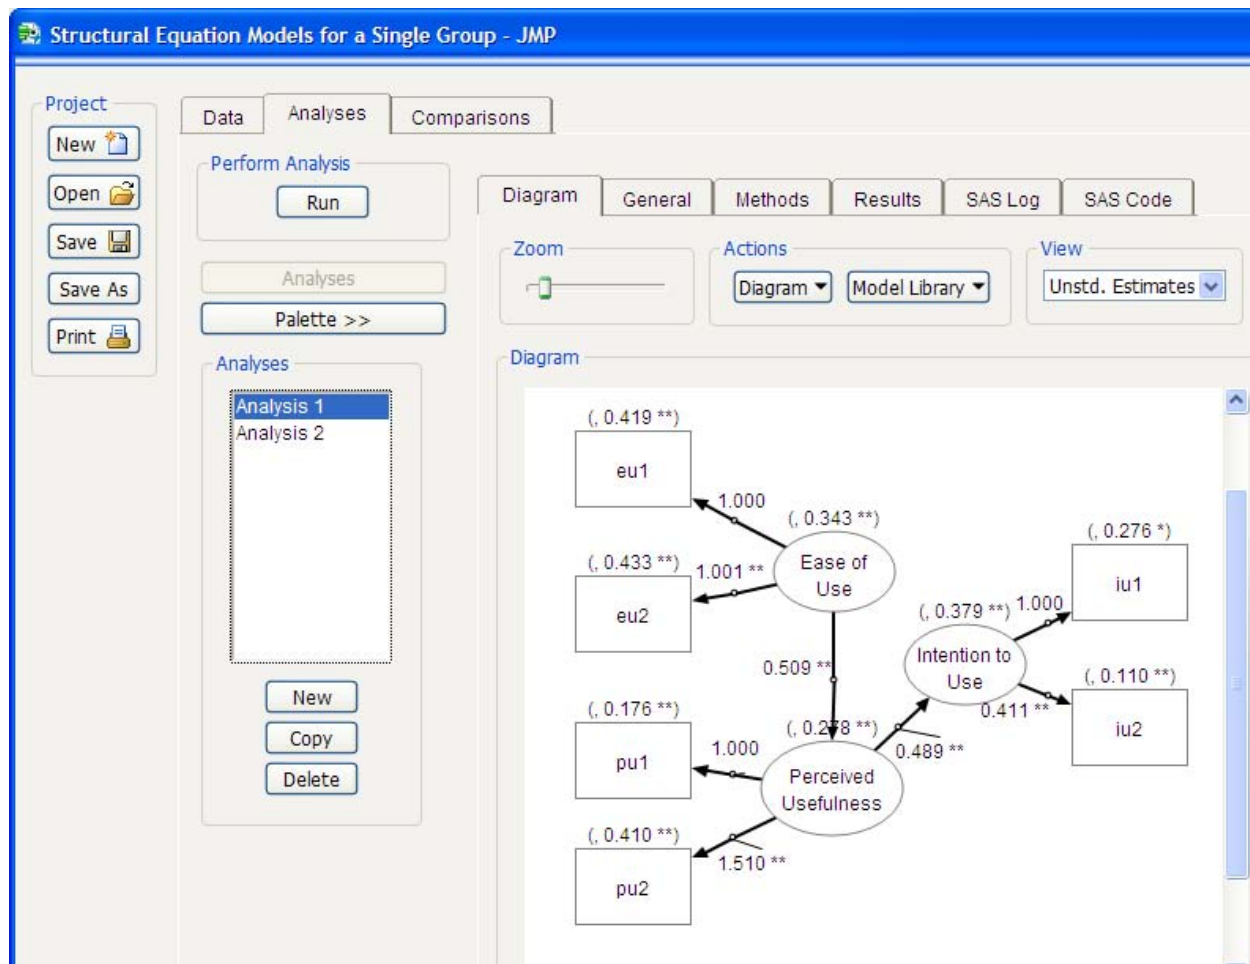 Structural Equation Models for a Single Group - JMP
Project
New
Open
Save
Save As
Print
Data
Analyses
Comparisons
Perform Analysis
Run
Analyses
Palette >>
Analyses
Analysis 1
Analysis 2
New
Copy
Delete
Diagram
General
Methods
Results
SAS Log
SAS Code
Zoom
Actions
Diagram
Model Library
View
Unstd. Estimates
Diagram
(, 0.419 **)
eu1
1.000
(, 0.343 **)
Ease of
Use
(, 0.433 **)
1.001 **
eu2
(, 0.276 *)
iu1
(, 0.379 **)
1.000
Intention to
Use
0.509 **
(, 0.110 **)
0.411 **
iu2
(, 0.176 **)
pu1
1.000
(, 0.278 **)
0.489 **
Perceived
Usefulness
(, 0.410 **)
1.510 **
pu2